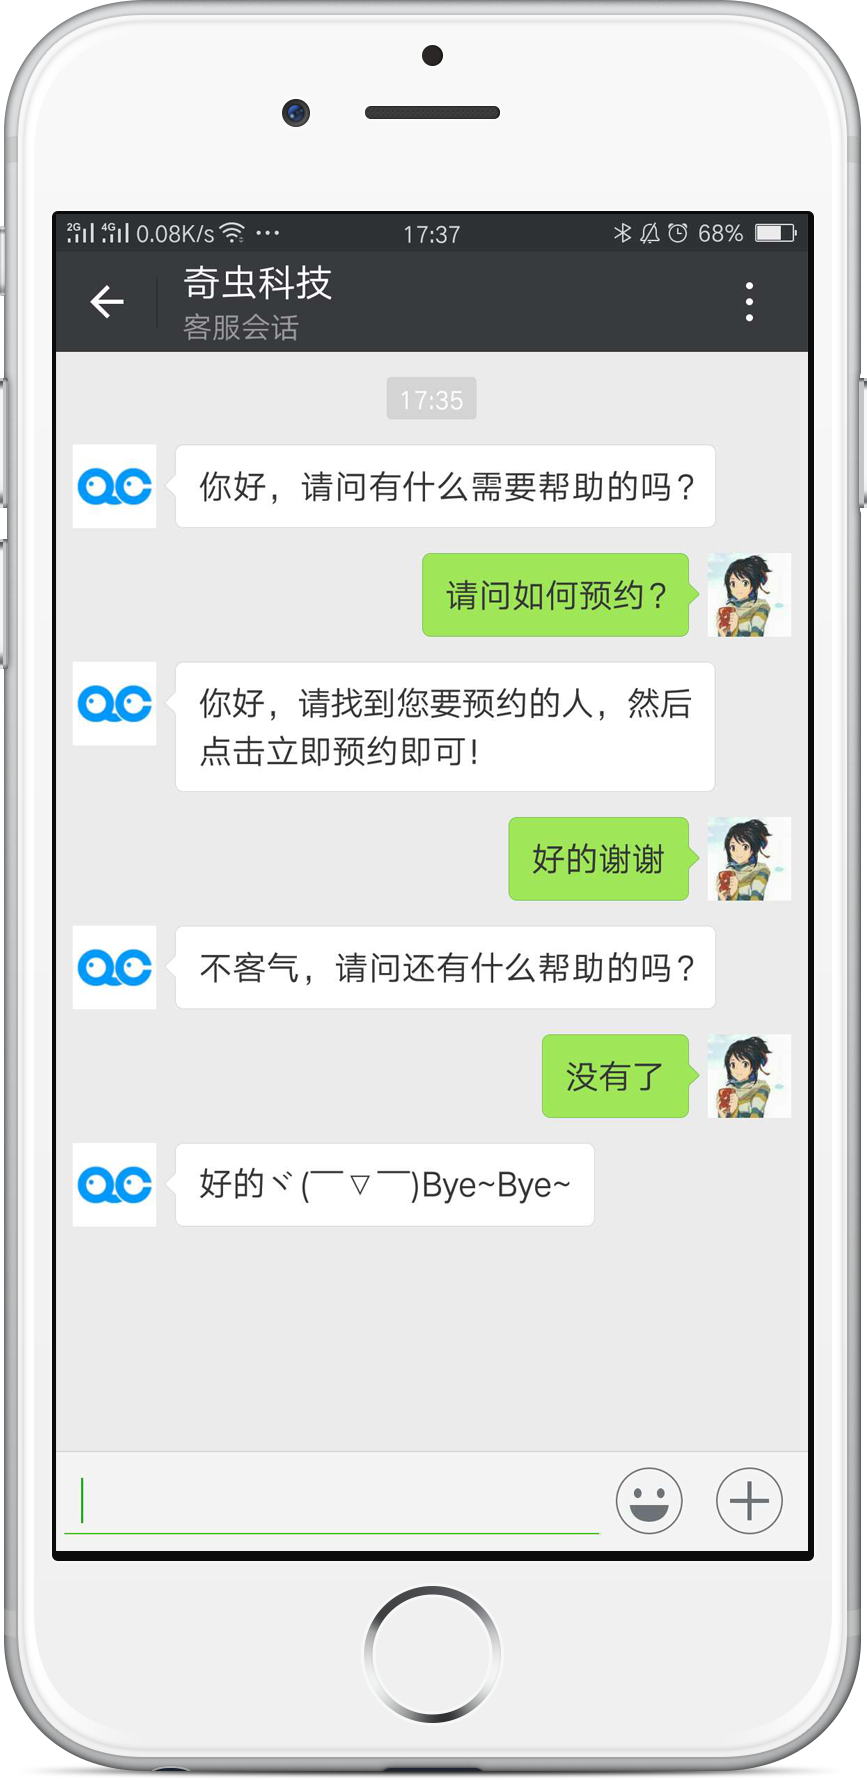 2G 4G 0.08K/s 17:37 68%
奇虫科技
客服会话
17:35
QC 你好，请问有什么需要帮助的吗？
请问如何预约？
QC 你好，请找到您要预约的人，然后
点击立即预约即可！
好的谢谢
QC 不客气，请问还有什么帮助的吗？
没有了
QC 好的ヾ(￣▽￣)Bye~Bye~